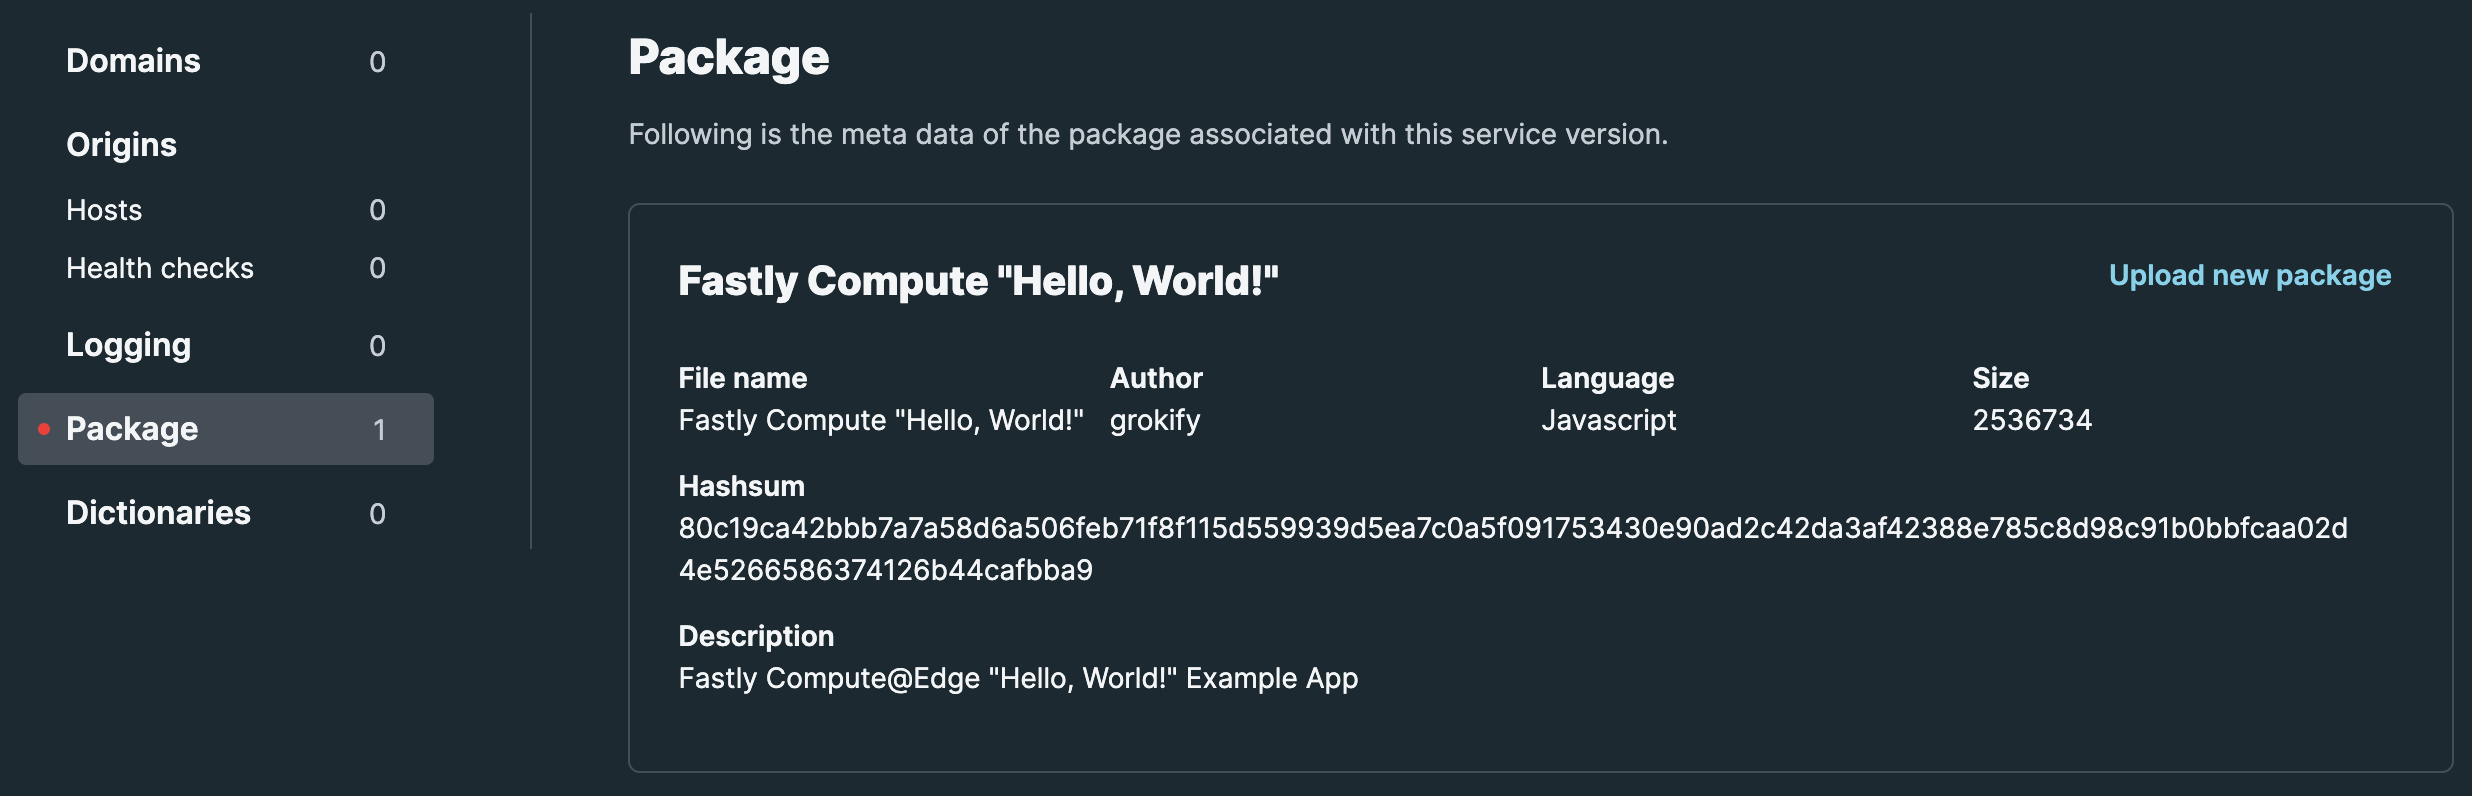 Domains 0
Origins
Hosts 0
Health checks 0
Logging 0
Package 1
Dictionaries 0
Package
Following is the meta data of the package associated with this service version.
Fastly Compute "Hello, World!"
Upload new package
File name Author Language Size
Fastly Compute "Hello, World!" grokify Javascript 2536734
Hashsum
80c19ca42bbb7a7a58d6a506feb71f8f115d559939d5ea7c0a5f091753430e90ad2c42da3af42388e785c8d98c91b0bbfcaa02d
4e5266586374126b44cafbba9
Description
Fastly Compute@Edge "Hello, World!" Example App